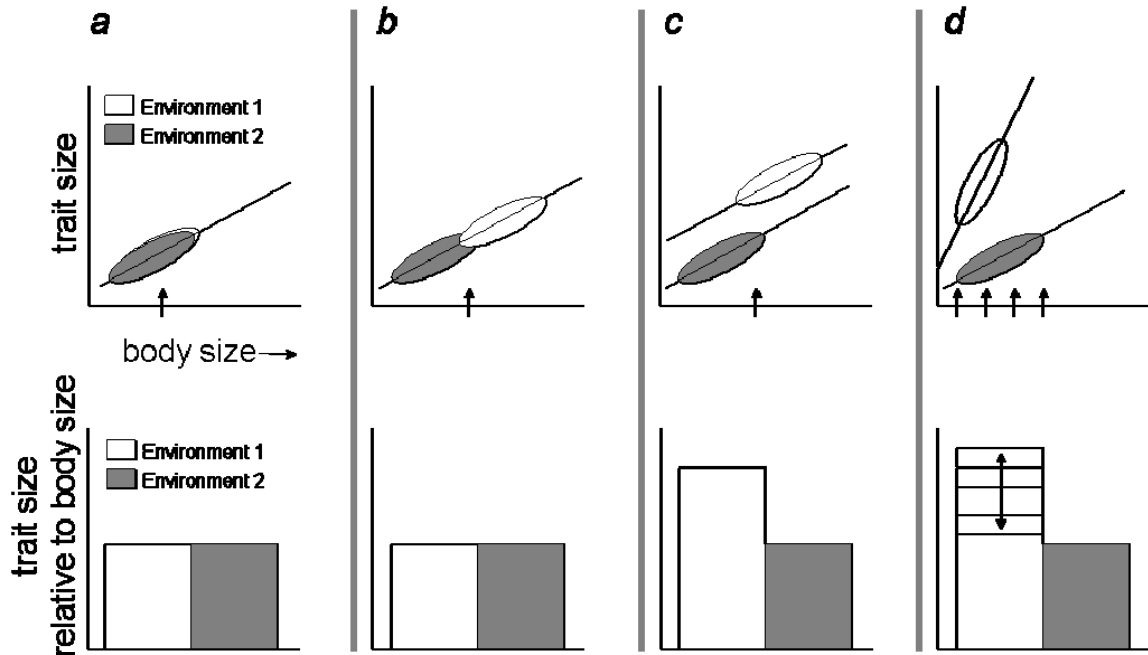 a
b
c
d
Environment 1
Environment 2
trait size
body size
Environment 1
Environment 2
trait size
relative to body size